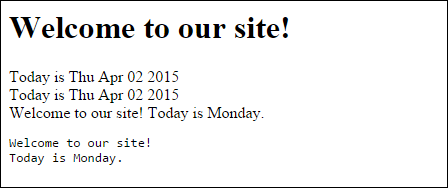 Welcome to our site!
Today is Thu Apr 02 2015
Today is Thu Apr 02 2015
Welcome to our site! Today is Monday.
Welcome to our site!
Today is Monday.